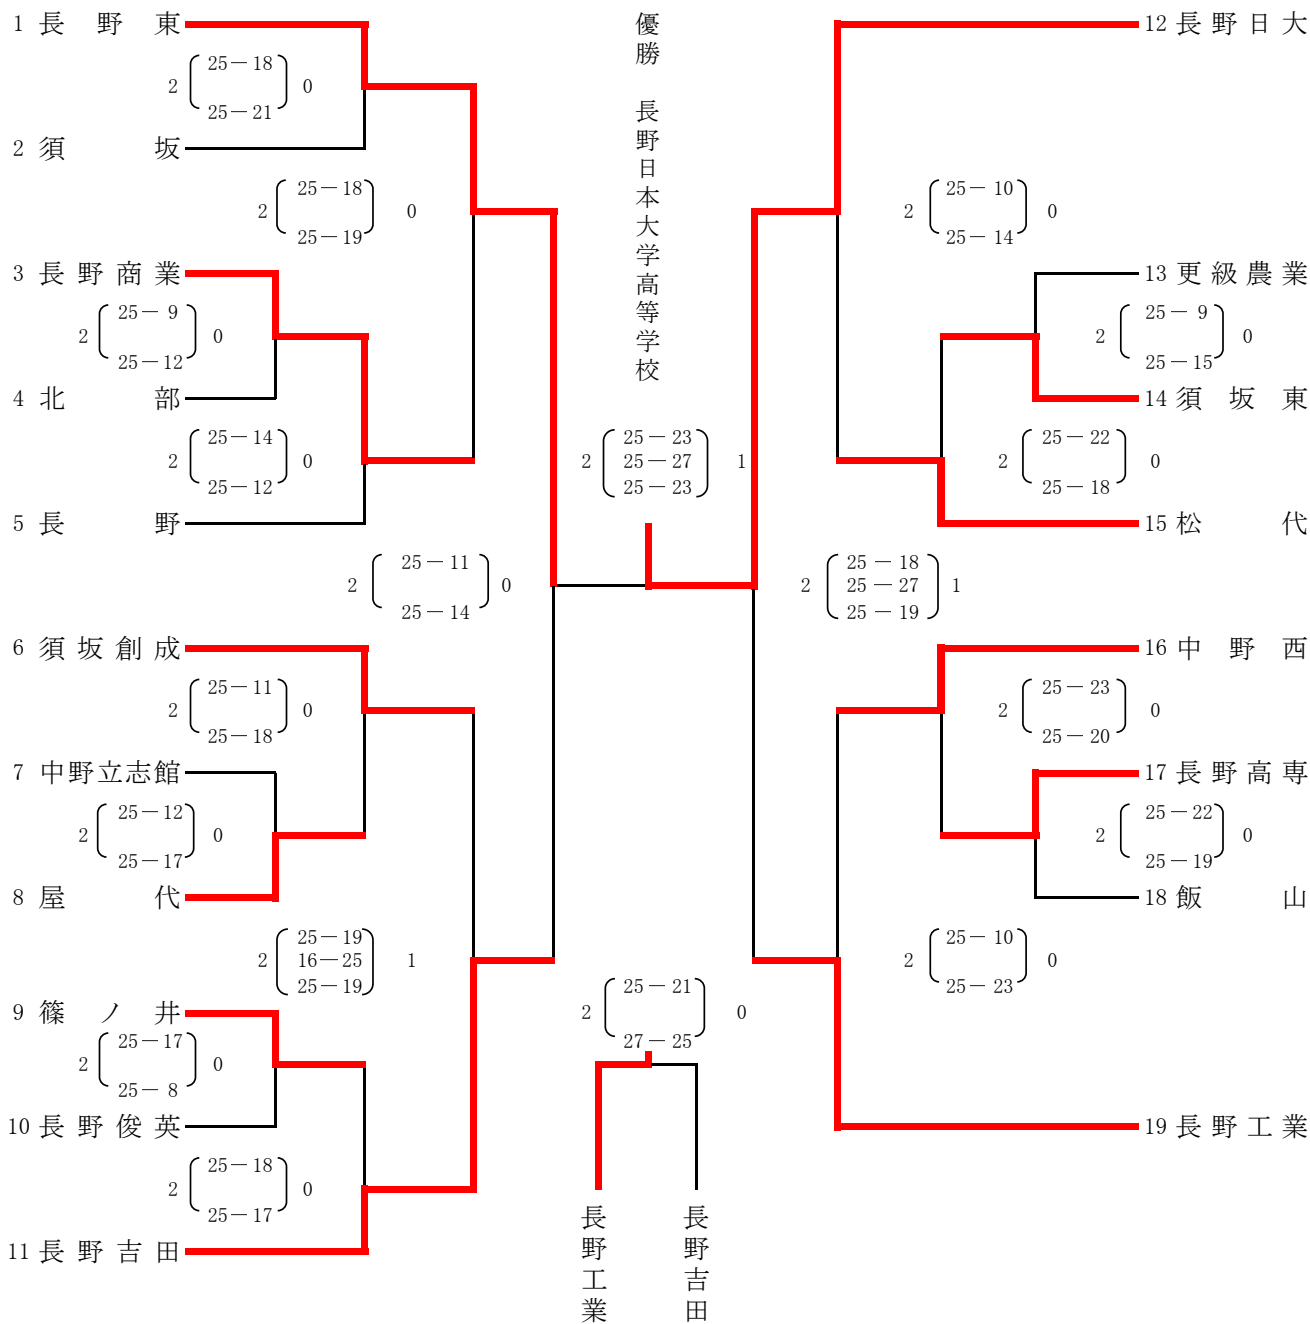 1 長野東
25－18
2 0
25－21
2 須坂
25－18
2 0
25－19
3 長野商業
25－ 9
2 0
25－12
4 北部
25－14
2 0
25－12
5 長野
25－11
2 0
25－14
6 須坂創成
25－11
2 0
25－18
7 中野立志館
25－12
2 0
25－17
8 屋代
25－19
2 16－25 1
25－19
9 篠ノ井
25－17
2 0
25－ 8
10 長野俊英
25－18
2 0
25－17
11 長野吉田
優勝 長野日本大学高等学校
25－23
2 25－27 1
25－23
25－21
2 0
27－25
長野工業
長野吉田
12 長野日大
25－10
2 0
25－14
13 更級農業
25－ 9
2 0
25－15
14 須坂東
25－22
2 0
25－18
15 松代
25－18
2 25－27 1
25－19
16 中野西
25－23
2 0
25－20
17 長野高専
25－22
2 0
25－19
18 飯山
25－10
2 0
25－23
19 長野工業